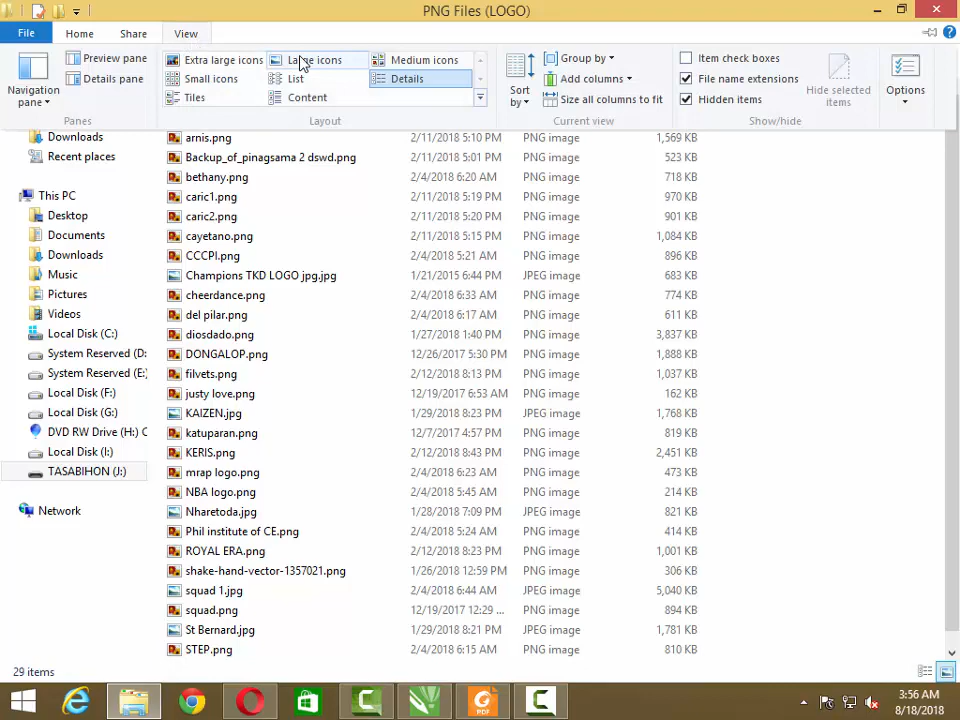 PNG Files (LOGO)
File Home Share View
Navigation pane
Preview pane
Details pane
Panes
Extra large icons Large icons Medium icons
Small icons List Details
Tiles Content
Layout
Sort by
Group by
Add columns
Size all columns to fit
Current view
Item check boxes
File name extensions
Hidden items
Hide selected items
Show/hide
Options
Downloads
Recent places
This PC
Desktop
Documents
Downloads
Music
Pictures
Videos
Local Disk (C:)
System Reserved (D:
System Reserved (E:)
Local Disk (F:)
Local Disk (G:)
DVD RW Drive (H:) C
Local Disk (I:)
TASABIHON (J:)
Network
arnis.png 2/11/2018 5:10 PM PNG image 1,569 KB
Backup_of_pinagsama 2 dswd.png 2/11/2018 5:01 PM PNG image 523 KB
bethany.png 2/4/2018 6:20 AM PNG image 718 KB
caric1.png 2/11/2018 5:19 PM PNG image 970 KB
caric2.png 2/11/2018 5:20 PM PNG image 901 KB
cayetano.png 2/11/2018 5:15 PM PNG image 1,084 KB
CCCPI.png 2/4/2018 5:21 AM PNG image 896 KB
Champions TKD LOGO jpg.jpg 1/21/2015 6:44 PM JPEG image 683 KB
cheerdance.png 2/4/2018 6:33 AM PNG image 774 KB
del pilar.png 2/4/2018 6:17 AM PNG image 611 KB
diosdado.png 1/27/2018 1:40 PM PNG image 3,837 KB
DONGALOP.png 12/26/2017 5:30 PM PNG image 1,888 KB
filvets.png 2/12/2018 8:13 PM PNG image 1,037 KB
justy love.png 12/19/2017 6:53 AM PNG image 162 KB
KAIZEN.jpg 1/29/2018 8:23 PM JPEG image 1,768 KB
katuparan.png 12/7/2017 4:57 PM PNG image 819 KB
KERIS.png 2/12/2018 8:43 PM PNG image 2,451 KB
mrap logo.png 2/4/2018 6:23 AM PNG image 473 KB
NBA logo.png 2/4/2018 5:45 AM PNG image 214 KB
Nharetoda.jpg 1/28/2018 7:09 PM JPEG image 821 KB
Phil institute of CE.png 2/4/2018 5:24 AM PNG image 414 KB
ROYAL ERA.png 2/12/2018 8:23 PM PNG image 1,001 KB
shake-hand-vector-1357021.png 1/26/2018 12:59 PM PNG image 306 KB
squad 1.jpg 2/4/2018 6:44 AM JPEG image 5,040 KB
squad.png 12/19/2017 12:29 ... PNG image 894 KB
St Bernard.jpg 1/29/2018 8:21 PM JPEG image 1,781 KB
STEP.png 2/4/2018 6:15 AM PNG image 810 KB
29 items
PDF
3:56 AM
8/18/2018